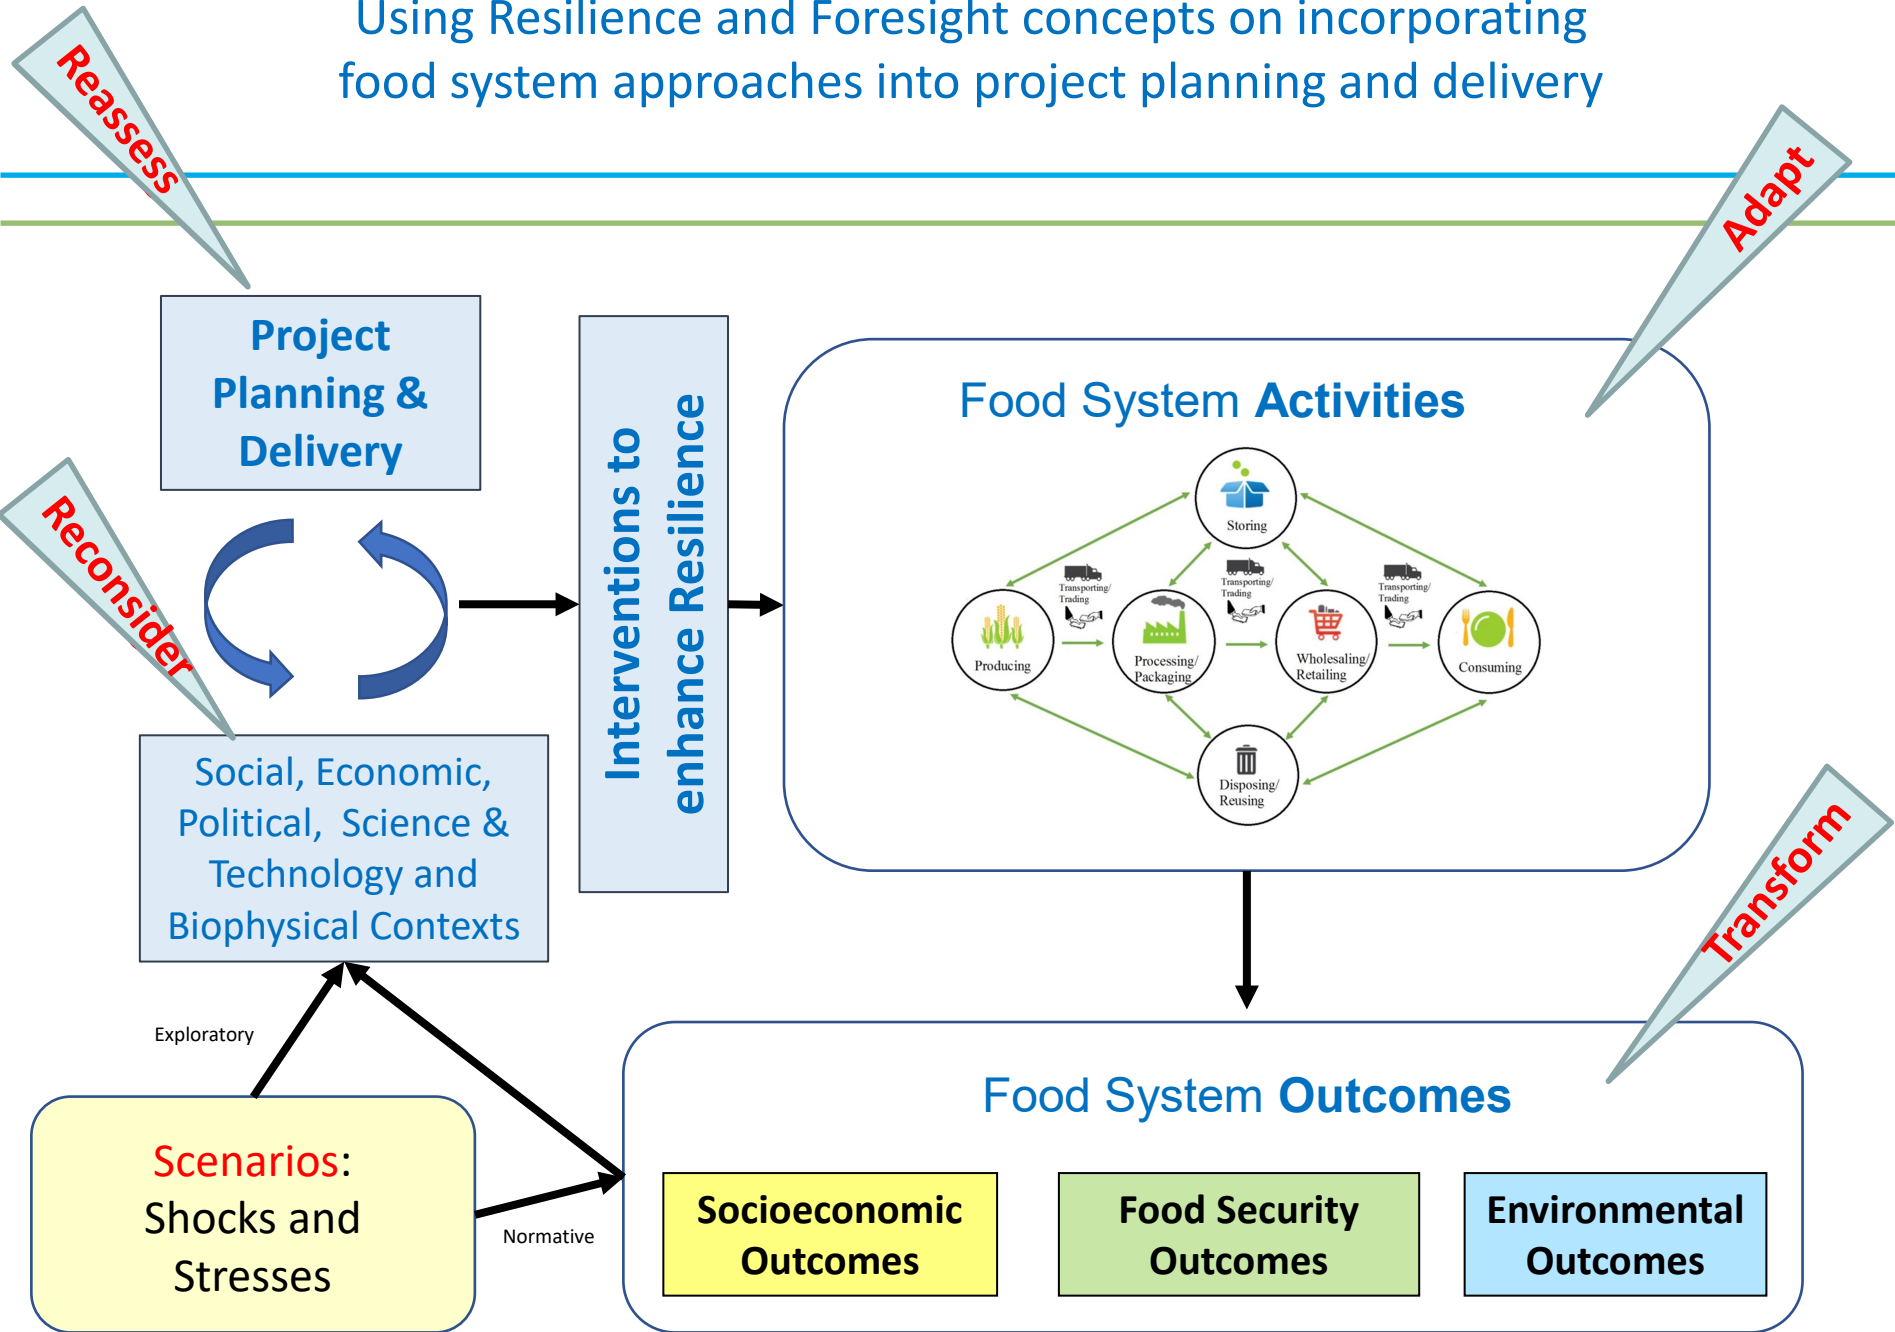 Using Resilience and Foresight concepts on incorporating
food system approaches into project planning and delivery
Reassess
Adapt
Project
Planning &
Delivery
Reconsider
Interventions to
enhance Resilience
Food System Activities
Storing
Transporting/
Trading
Transporting/
Trading
Transporting/
Trading
Producing
Processing/
Packaging
Wholesaling/
Retailing
Consuming
Disposing/
Reusing
Social, Economic,
Political, Science &
Technology and
Biophysical Contexts
Transform
Exploratory
Scenarios:
Shocks and
Stresses
Normative
Food System Outcomes
Socioeconomic
Outcomes
Food Security
Outcomes
Environmental
Outcomes